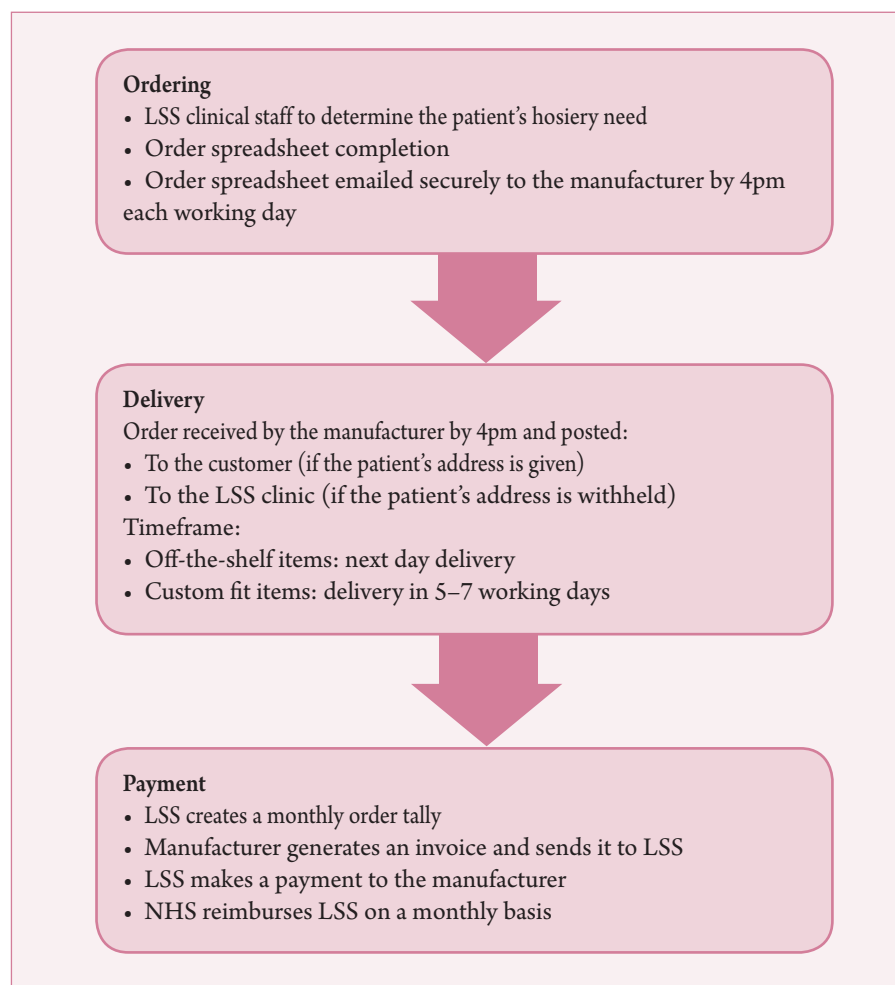 Ordering
• LSS clinical staff to determine the patient's hosiery need
• Order spreadsheet completion
• Order spreadsheet emailed securely to the manufacturer by 4pm
each working day
Delivery
Order received by the manufacturer by 4pm and posted:
• To the customer (if the patient's address is given)
• To the LSS clinic (if the patient's address is withheld)
Timeframe:
• Off-the-shelf items: next day delivery
• Custom fit items: delivery in 5–7 working days
Payment
• LSS creates a monthly order tally
• Manufacturer generates an invoice and sends it to LSS
• LSS makes a payment to the manufacturer
• NHS reimburses LSS on a monthly basis